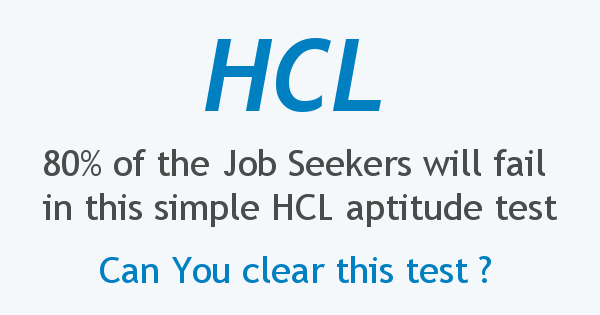 HCL
80% of the Job Seekers will fail
in this simple HCL aptitude test
Can You clear this test ?